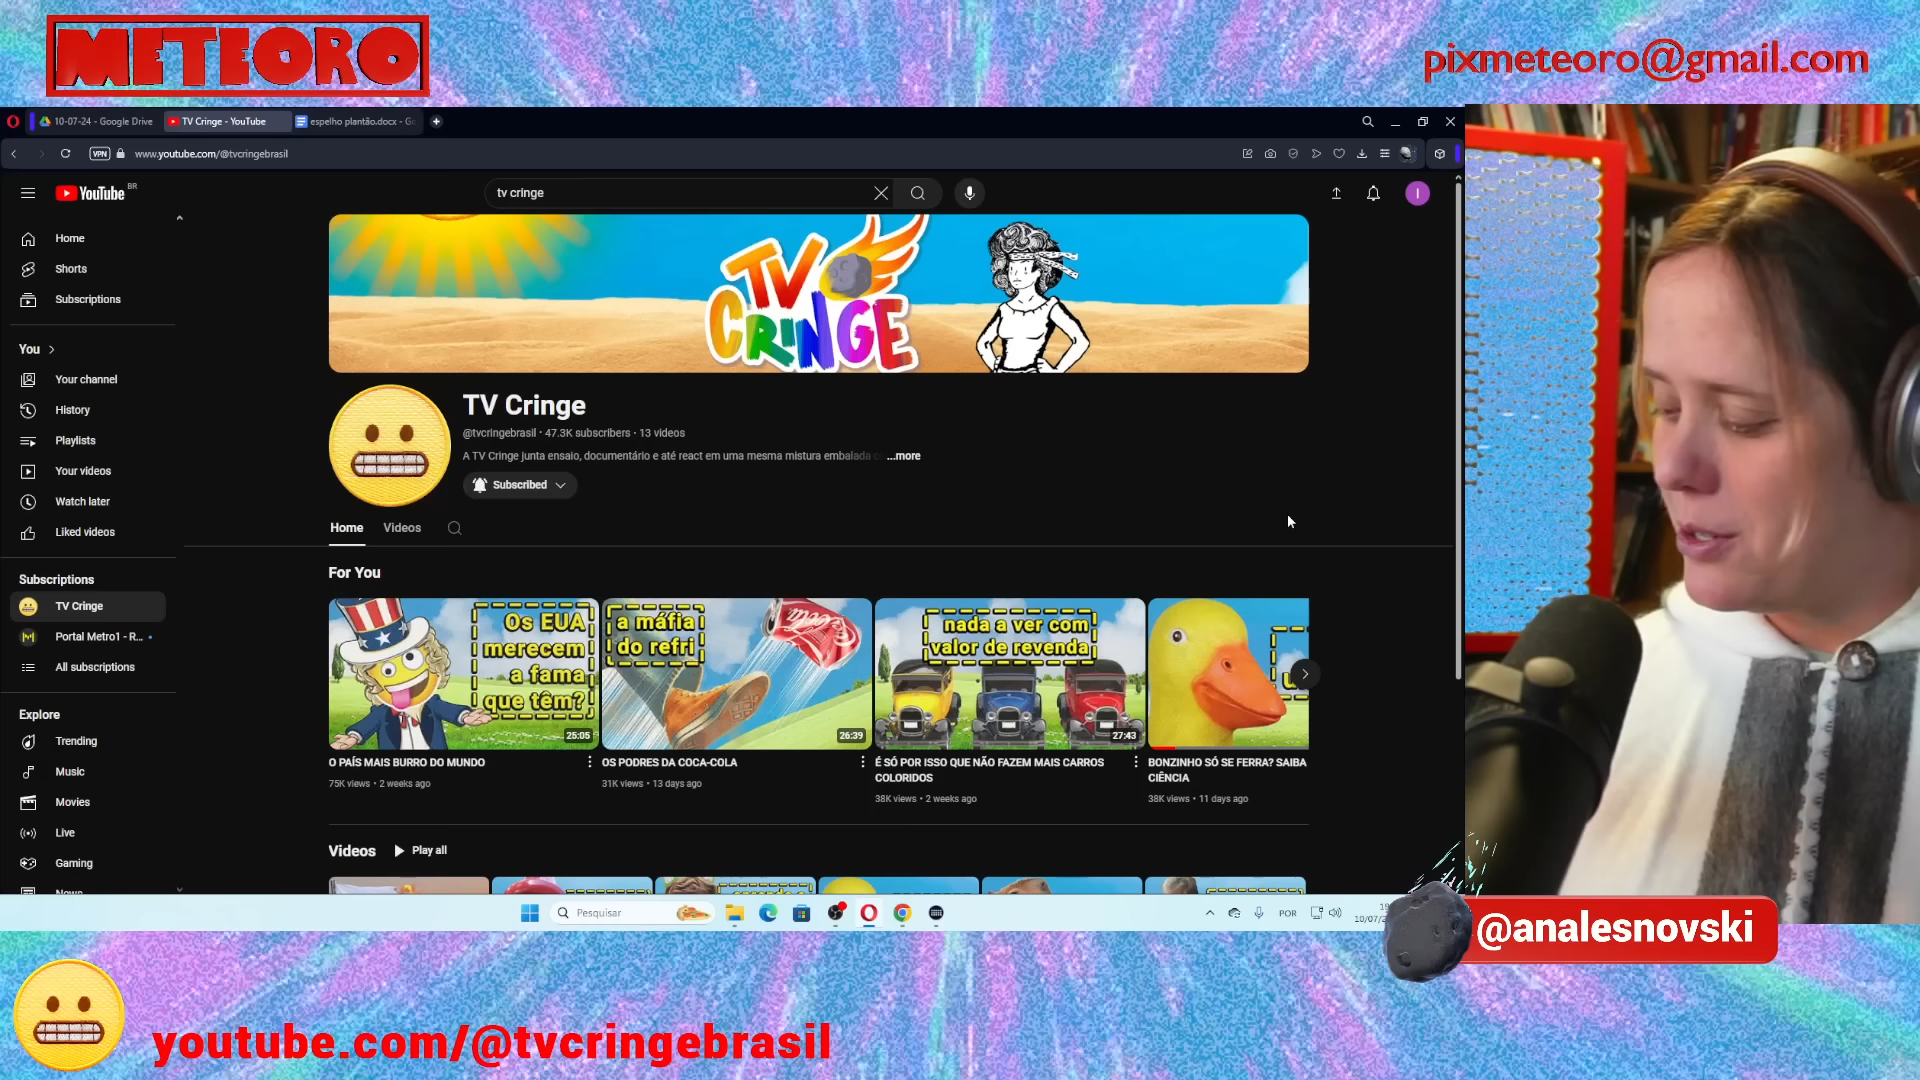 METEORO
pixmeteoro@gmail.com
10-07-24 - Google Drive
TV Cringe - YouTube
espelho plantão.docx - Go
VPN
www.youtube.com/@tvcringebrasil
YouTube BR
tv cringe
I
Home
Shorts
Subscriptions
You
Your channel
History
Playlists
Your videos
Watch later
Liked videos
Subscriptions
TV Cringe
Portal Metro1 - R...
All subscriptions
Explore
Trending
Music
Movies
Live
Gaming
News
TV CRINGE
TV Cringe
@tvcringebrasil • 47.3K subscribers • 13 videos
A TV Cringe junta ensaio, documentário e até react em uma mesma mistura embalada ...more
Subscribed
Home
Videos
For You
Os EUA
merecem
a fama
que têm?
25:05
a máfia
do refri
26:39
nada a ver com
valor de revenda
27:43
O PAÍS MAIS BURRO DO MUNDO
75K views • 2 weeks ago
OS PODRES DA COCA-COLA
31K views • 13 days ago
É SÓ POR ISSO QUE NÃO FAZEM MAIS CARROS
COLORIDOS
38K views • 2 weeks ago
BONZINHO SÓ SE FERRA? SAIBA
CIÊNCIA
38K views • 11 days ago
Videos
Play all
Pesquisar
POR
10/07/2
@analesnovski
youtube.com/@tvcringebrasil